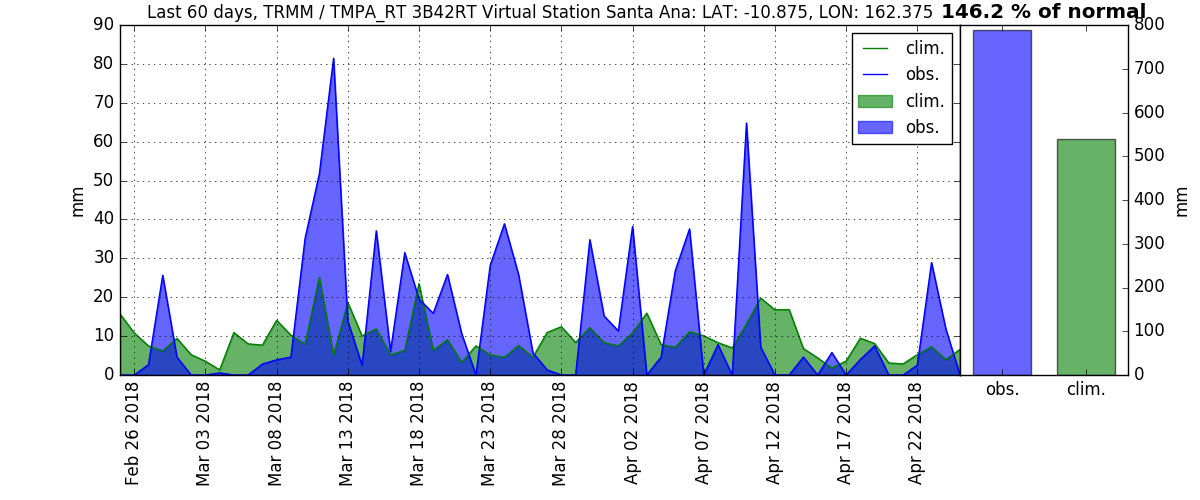 Last 60 days, TRMM / TMPA_RT 3B42RT Virtual Station Santa Ana: LAT: -10.875, LON: 162.375 146.2 % of normal
90
80
70
60
50
40
30
20
10
0
mm
clim.
obs.
clim.
obs.
Feb 26 2018
Mar 03 2018
Mar 08 2018
Mar 13 2018
Mar 18 2018
Mar 23 2018
Mar 28 2018
Apr 02 2018
Apr 07 2018
Apr 12 2018
Apr 17 2018
Apr 22 2018
800
700
600
500
400
300
200
100
0
mm
obs. clim.